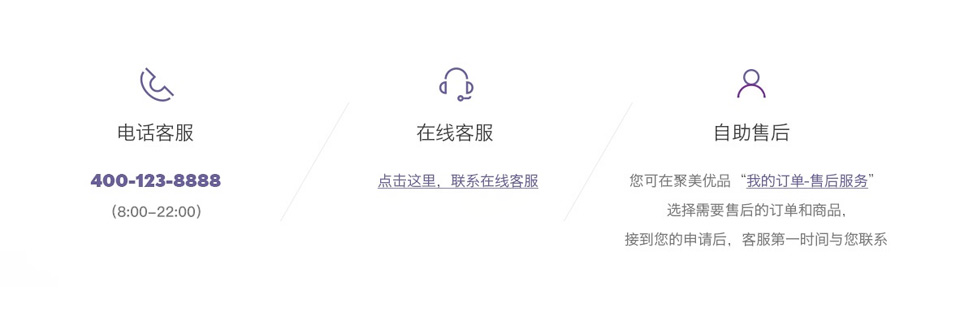 电话客服
400-123-8888
(8:00-22:00)
在线客服
点击这里，联系在线客服
自助售后
您可在聚美优品“我的订单-售后服务”
选择需要售后的订单和商品，
接到您的申请后，客服第一时间与您联系